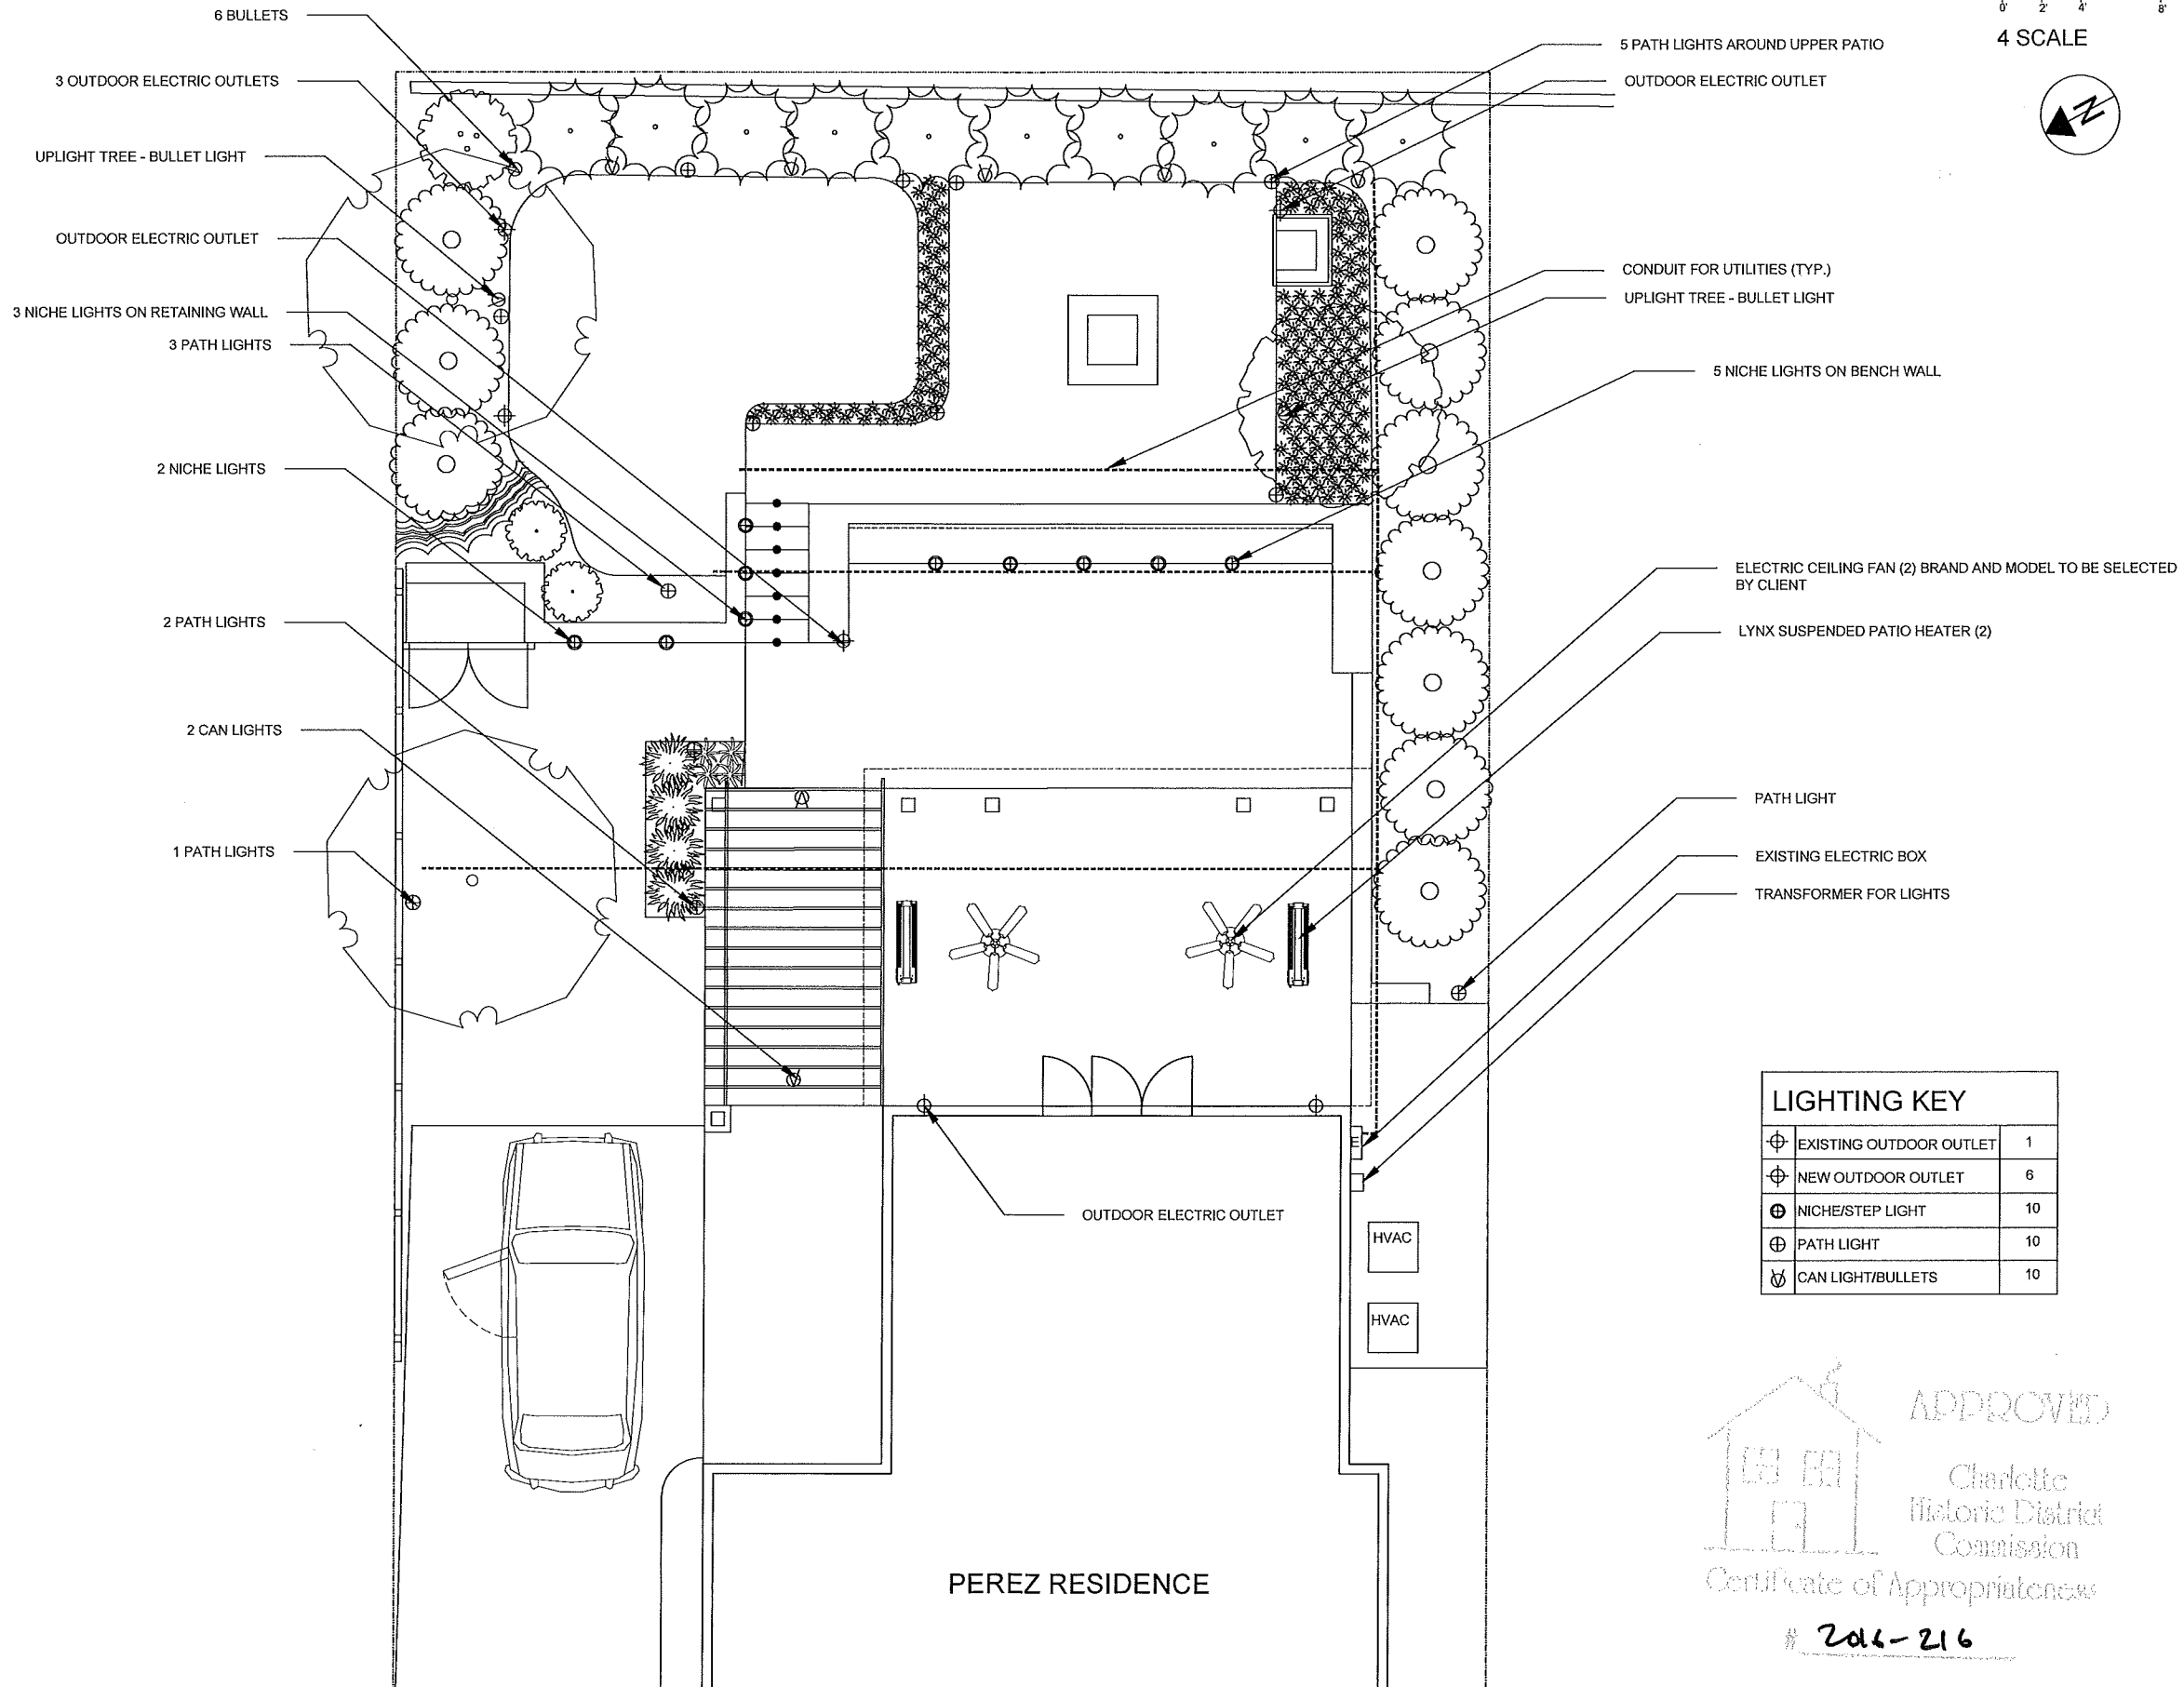 0' 2' 4' 8'
4 SCALE
N
6 BULLETS
3 OUTDOOR ELECTRIC OUTLETS
UPLIGHT TREE - BULLET LIGHT
OUTDOOR ELECTRIC OUTLET
3 NICHE LIGHTS ON RETAINING WALL
3 PATH LIGHTS
2 NICHE LIGHTS
2 PATH LIGHTS
2 CAN LIGHTS
1 PATH LIGHTS
5 PATH LIGHTS AROUND UPPER PATIO
OUTDOOR ELECTRIC OUTLET
CONDUIT FOR UTILITIES (TYP.)
UPLIGHT TREE - BULLET LIGHT
5 NICHE LIGHTS ON BENCH WALL
ELECTRIC CEILING FAN (2) BRAND AND MODEL TO BE SELECTED
BY CLIENT
LYNX SUSPENDED PATIO HEATER (2)
PATH LIGHT
EXISTING ELECTRIC BOX
TRANSFORMER FOR LIGHTS
E
OUTDOOR ELECTRIC OUTLET
HVAC
HVAC
PEREZ RESIDENCE
LIGHTING KEY
EXISTING OUTDOOR OUTLET 1
NEW OUTDOOR OUTLET 6
NICHE/STEP LIGHT 10
PATH LIGHT 10
CAN LIGHT/BULLETS 10
APPROVED
Charlotte
Historic District
Commission
Certificate of Appropriateness
# 2016-216